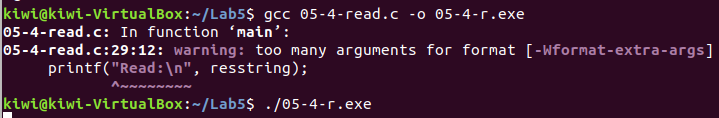 kiwi@kiwi-VirtualBox:~/Lab5$ gcc 05-4-read.c -o 05-4-r.exe
05-4-read.c: In function ‘main’:
05-4-read.c:29:12: warning: too many arguments for format [-Wformat-extra-args]
     printf("Read:\n", resstring);
            ^~~~~~~~~
kiwi@kiwi-VirtualBox:~/Lab5$ ./05-4-r.exe